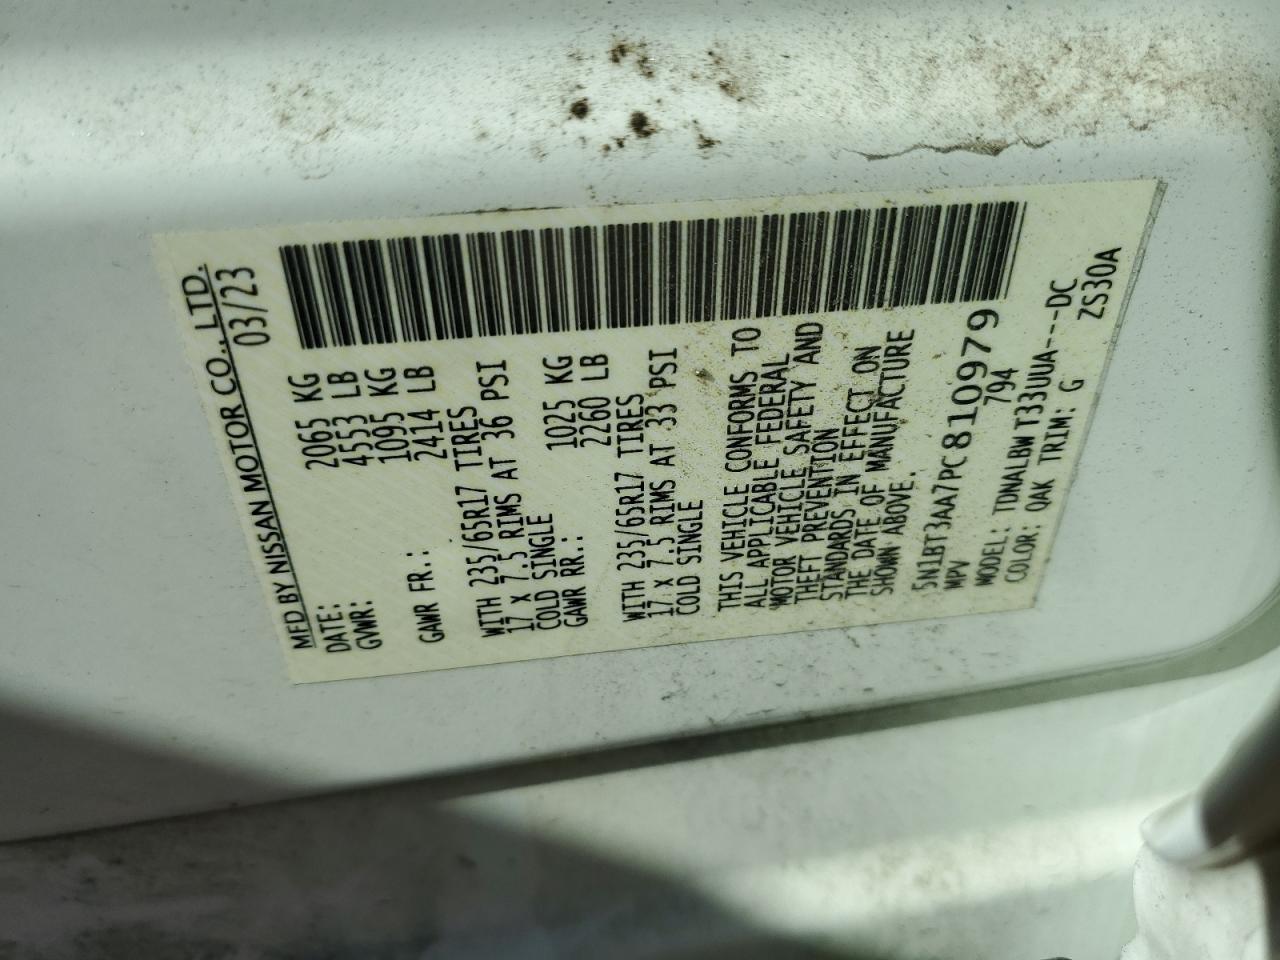 MFD BY NISSAN MOTOR CO., LTD.
DATE: 03/23
GVWR: 2065 KG
4553 LB
GAWR FR.: 1095 KG
2414 LB
WITH 235/65R17 TIRES
17 X 7.5 RIMS AT 36 PSI
COLD SINGLE
GAWR RR.: 1025 KG
2260 LB
WITH 235/65R17 TIRES
17 X 7.5 RIMS AT 33 PSI
COLD SINGLE
THIS VEHICLE CONFORMS TO
ALL APPLICABLE FEDERAL
MOTOR VEHICLE SAFETY AND
THEFT PREVENTION
STANDARDS IN EFFECT ON
THE DATE OF MANUFACTURE
SHOWN ABOVE.
5N1BT3AA7PC810979
MPV 794
MODEL: TDNALBW T33UUA---DC
COLOR: QAK TRIM: G ZS30A